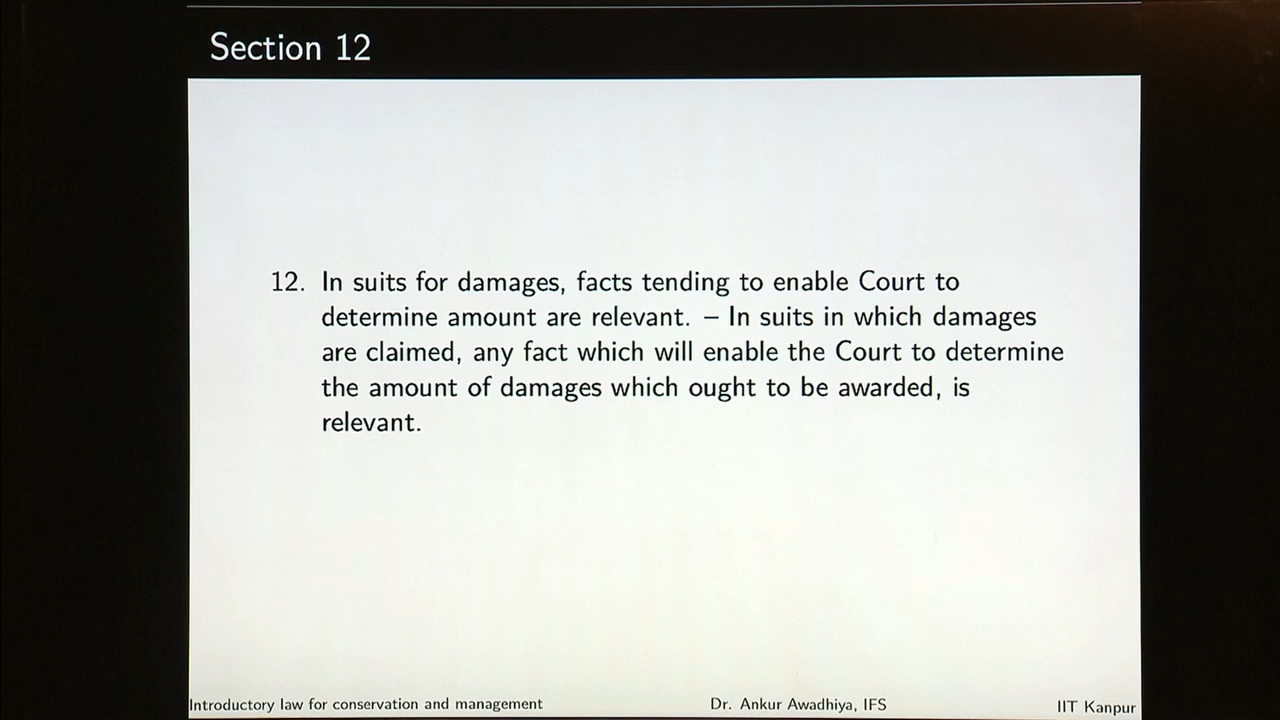 Section 12
12. In suits for damages, facts tending to enable Court to
determine amount are relevant. – In suits in which damages
are claimed, any fact which will enable the Court to determine
the amount of damages which ought to be awarded, is
relevant.
Introductory law for conservation and management Dr. Ankur Awadhiya, IFS IIT Kanpur